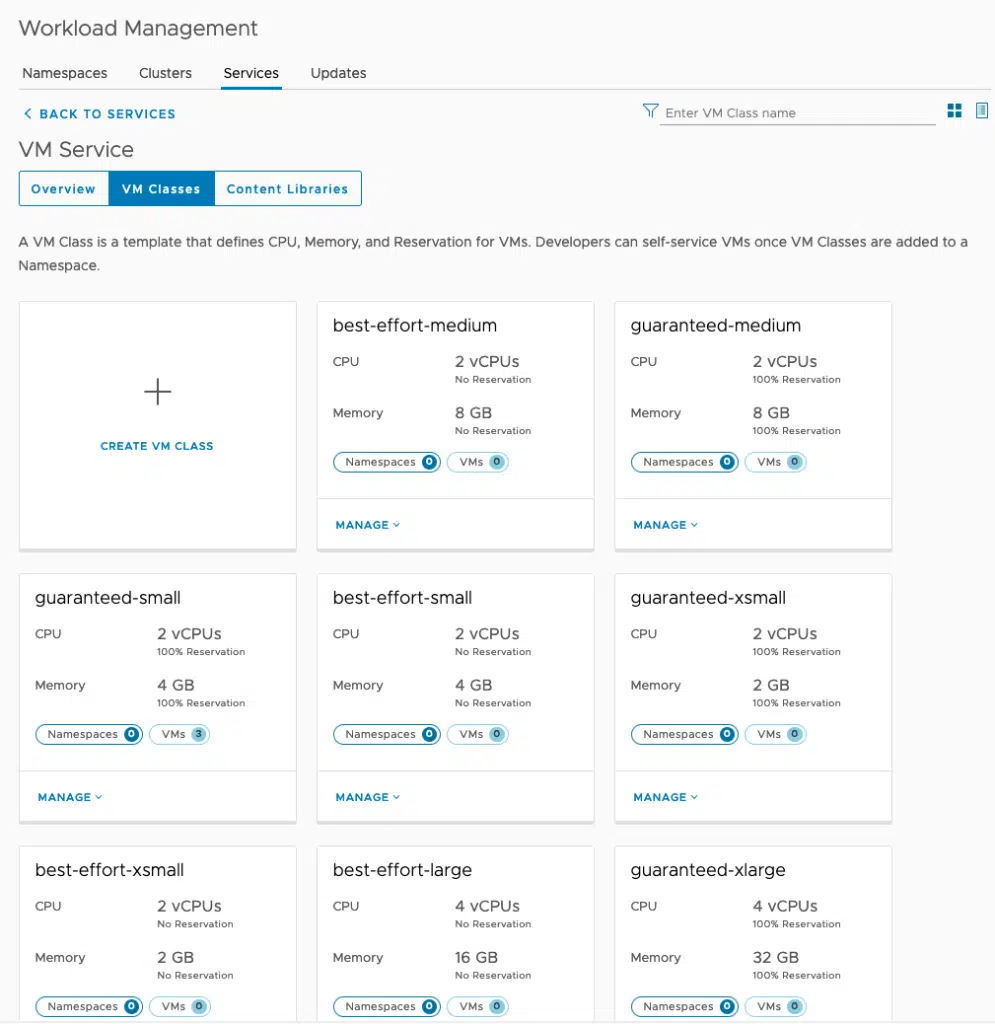 Workload Management
Namespaces Clusters Services Updates
BACK TO SERVICES Enter VM Class name
VM Service
Overview VM Classes Content Libraries
A VM Class is a template that defines CPU, Memory, and Reservation for VMs. Developers can self-service VMs once VM Classes are added to a
Namespace.
CREATE VM CLASS
best-effort-medium
CPU 2 vCPUs
No Reservation
Memory 8 GB
No Reservation
Namespaces 0 VMs 0
MANAGE
guaranteed-medium
CPU 2 vCPUs
100% Reservation
Memory 8 GB
100% Reservation
Namespaces 0 VMs 0
MANAGE
guaranteed-small
CPU 2 vCPUs
100% Reservation
Memory 4 GB
100% Reservation
Namespaces 0 VMs 3
MANAGE
best-effort-small
CPU 2 vCPUs
No Reservation
Memory 4 GB
No Reservation
Namespaces 0 VMs 0
MANAGE
guaranteed-xsmall
CPU 2 vCPUs
100% Reservation
Memory 2 GB
100% Reservation
Namespaces 0 VMs 0
MANAGE
best-effort-xsmall
CPU 2 vCPUs
No Reservation
Memory 2 GB
No Reservation
Namespaces 0 VMs 0
best-effort-large
CPU 4 vCPUs
No Reservation
Memory 16 GB
No Reservation
Namespaces 0 VMs 0
guaranteed-xlarge
CPU 4 vCPUs
100% Reservation
Memory 32 GB
100% Reservation
Namespaces 0 VMs 0